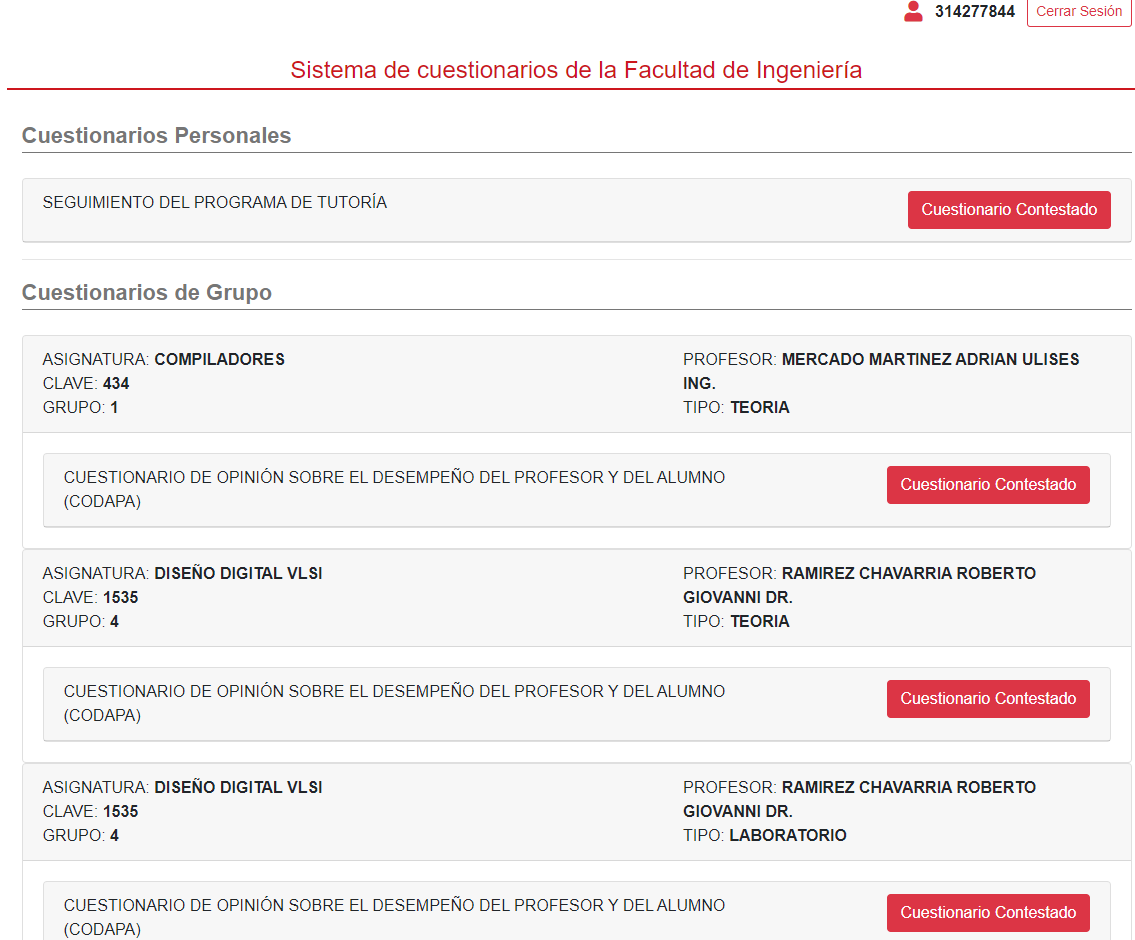 314277844 Cerrar Sesión
Sistema de cuestionarios de la Facultad de Ingeniería
Cuestionarios Personales
SEGUIMIENTO DEL PROGRAMA DE TUTORÍA
Cuestionario Contestado
Cuestionarios de Grupo
ASIGNATURA: COMPILADORES
CLAVE: 434
GRUPO: 1
PROFESOR: MERCADO MARTINEZ ADRIAN ULISES
ING.
TIPO: TEORIA
CUESTIONARIO DE OPINIÓN SOBRE EL DESEMPEÑO DEL PROFESOR Y DEL ALUMNO
(CODAPA)
Cuestionario Contestado
ASIGNATURA: DISEÑO DIGITAL VLSI
CLAVE: 1535
GRUPO: 4
PROFESOR: RAMIREZ CHAVARRIA ROBERTO
GIOVANNI DR.
TIPO: TEORIA
CUESTIONARIO DE OPINIÓN SOBRE EL DESEMPEÑO DEL PROFESOR Y DEL ALUMNO
(CODAPA)
Cuestionario Contestado
ASIGNATURA: DISEÑO DIGITAL VLSI
CLAVE: 1535
GRUPO: 4
PROFESOR: RAMIREZ CHAVARRIA ROBERTO
GIOVANNI DR.
TIPO: LABORATORIO
CUESTIONARIO DE OPINIÓN SOBRE EL DESEMPEÑO DEL PROFESOR Y DEL ALUMNO
(CODAPA)
Cuestionario Contestado